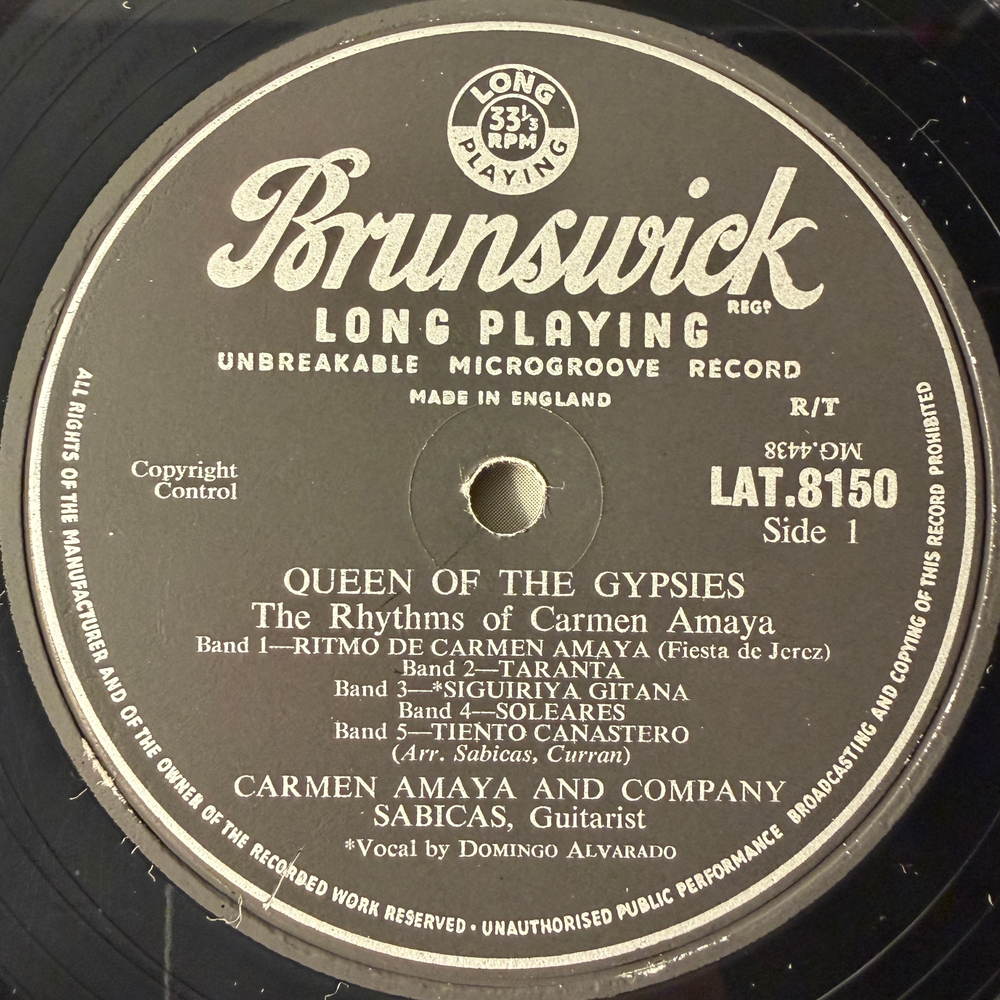 LONG
33⅓
RPM
PLAYING
Brunswick
REGD
LONG PLAYING
UNBREAKABLE MICROGROOVE RECORD
MADE IN ENGLAND
R/T
MG.4438
Copyright
Control
LAT.8150
Side 1
QUEEN OF THE GYPSIES
The Rhythms of Carmen Amaya
Band 1—RITMO DE CARMEN AMAYA (Fiesta de Jerez)
Band 2—TARANTA
Band 3—*SIGUIRIYA GITANA
Band 4—SOLEARES
Band 5—TIENTO CANASTERO
(Arr. Sabicas, Curran)
CARMEN AMAYA AND COMPANY
SABICAS, Guitarist
*Vocal by DOMINGO ALVARADO
ALL RIGHTS OF THE MANUFACTURER AND OF THE OWNER OF THE RECORDED WORK RESERVED • UNAUTHORISED PUBLIC PERFORMANCE BROADCASTING AND COPYING OF THIS RECORD PROHIBITED